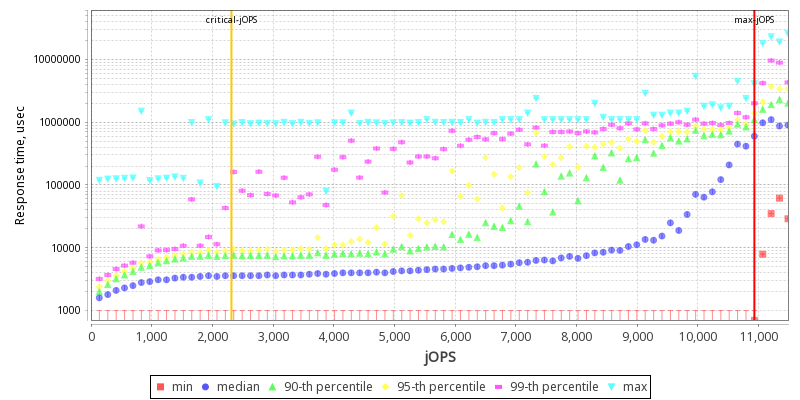 critical-jOPS
max-jOPS
10000000
1000000
100000
10000
1000
Response time, usec
0
1,000
2,000
3,000
4,000
5,000
6,000
7,000
8,000
9,000
10,000
11,000
jOPS
min
median
90-th percentile
95-th percentile
99-th percentile
max